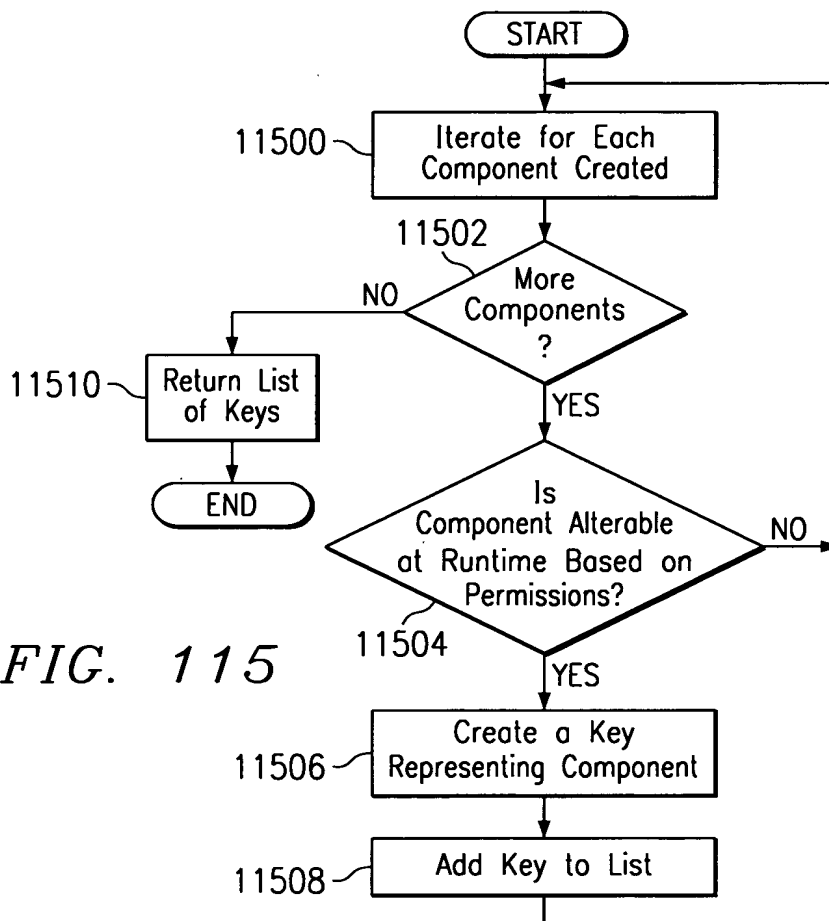 START
11500
Iterate for Each
Component Created
11502
More
Components
?
NO
YES
11510
Return List
of Keys
END
Is
Component Alterable
at Runtime Based on
Permissions?
NO
11504
YES
FIG. 115
11506
Create a Key
Representing Component
11508
Add Key to List